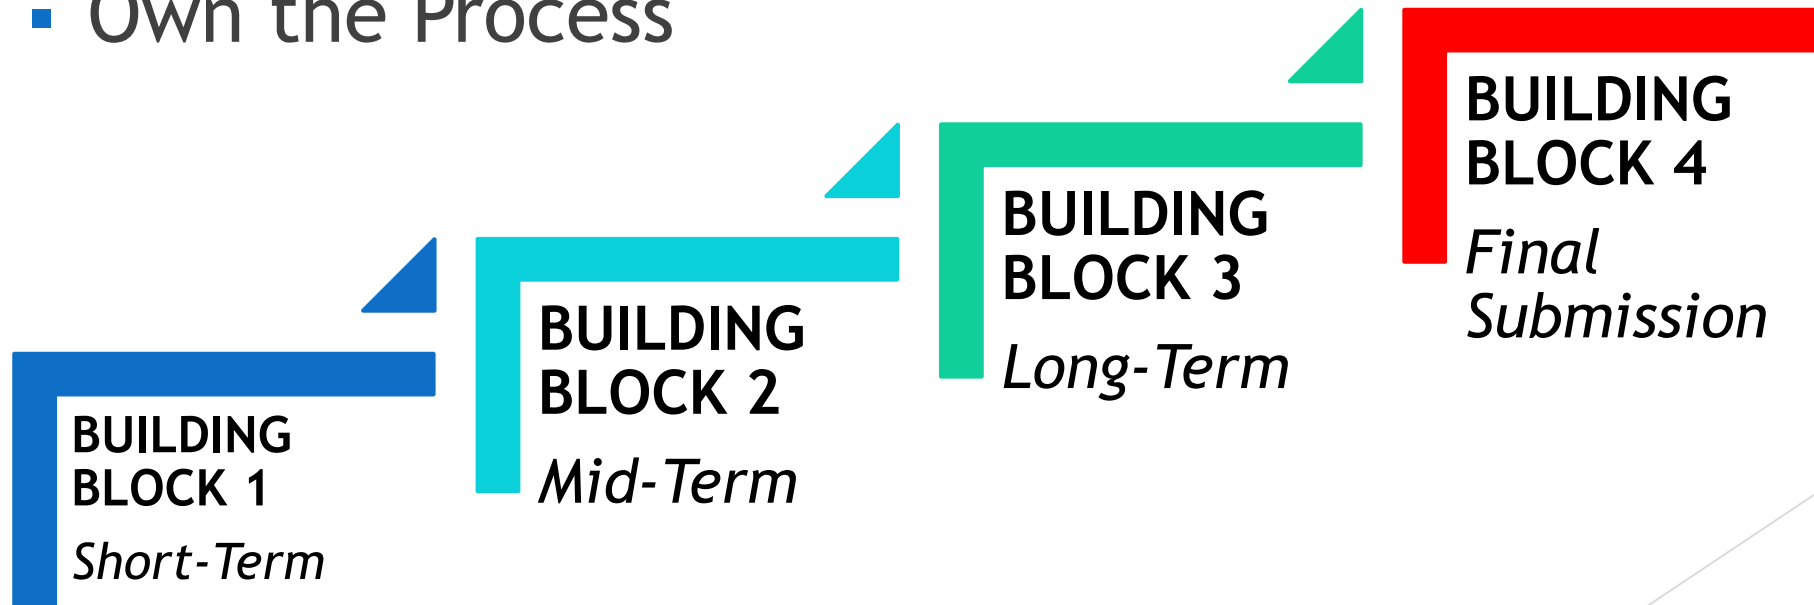 Own the Process
BUILDING
BLOCK 1
Short-Term
BUILDING
BLOCK 2
Mid-Term
BUILDING
BLOCK 3
Long-Term
BUILDING
BLOCK 4
Final
Submission